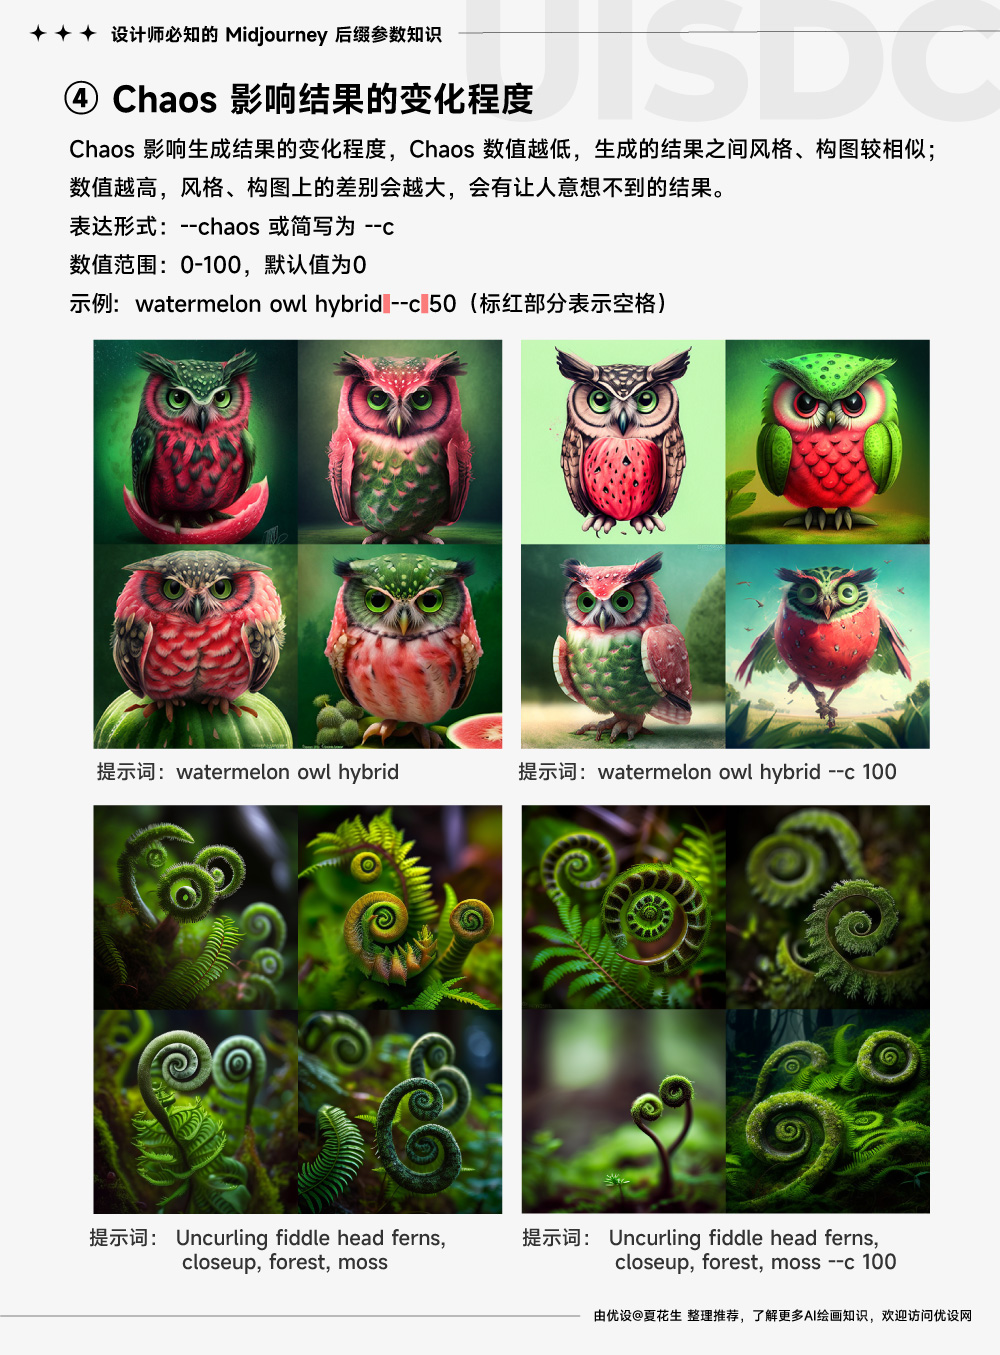 UISDC
设计师必知的 Midjourney 后缀参数知识
④ Chaos 影响结果的变化程度
Chaos 影响生成结果的变化程度，Chaos 数值越低，生成的结果之间风格、构图较相似；
数值越高，风格、构图上的差别会越大，会有让人意想不到的结果。
表达形式：--chaos 或简写为 --c
数值范围：0-100，默认值为0
示例：watermelon owl hybrid --c 50（标红部分表示空格）
提示词：watermelon owl hybrid
提示词：watermelon owl hybrid --c 100
提示词： Uncurling fiddle head ferns,
closeup, forest, moss
提示词： Uncurling fiddle head ferns,
closeup, forest, moss --c 100
由优设@夏花生 整理推荐，了解更多AI绘画知识，欢迎访问优设网